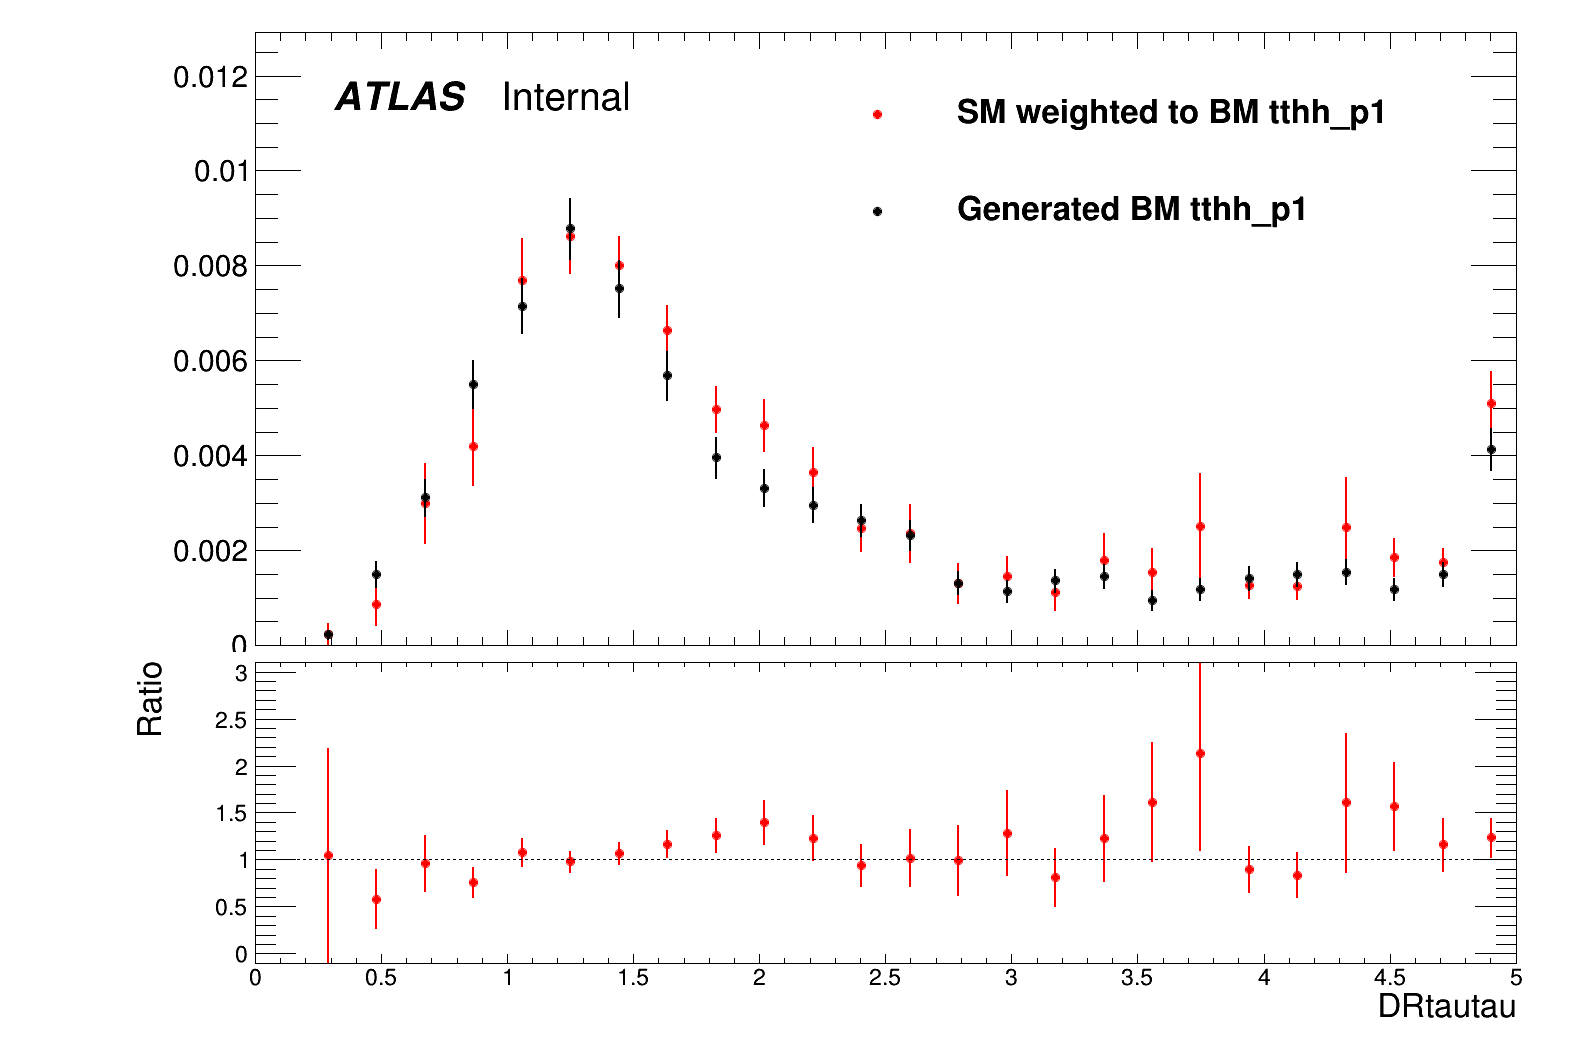 0.012
ATLAS Internal
SM weighted to BM tthh_p1
0.01
Generated BM tthh_p1
0.008
0.006
0.004
0.002
0
Ratio
3
2.5
2
1.5
1
0.5
0
0 0.5 1 1.5 2 2.5 3 3.5 4 4.5 5
DRtautau